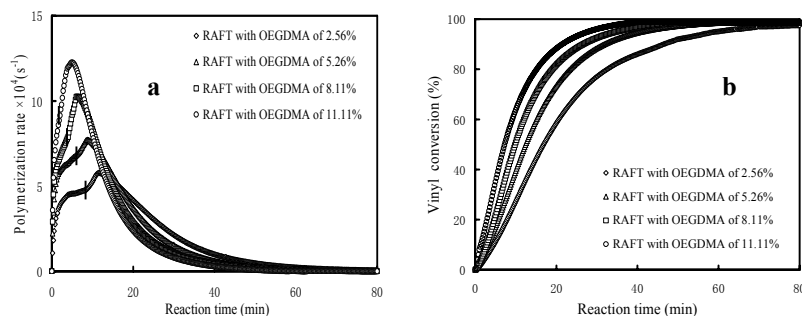 15
10
5
0
0
20
40
60
80
Polymerization rate ×10⁴(s⁻¹)
Reaction time (min)
a
RAFT with OEGDMA of 2.56%
RAFT with OEGDMA of 5.26%
RAFT with OEGDMA of 8.11%
RAFT with OEGDMA of 11.11%
100
80
60
40
20
0
0
20
40
60
80
Vinyl conversion (%)
Reaction time (min)
b
RAFT with OEGDMA of 2.56%
RAFT with OEGDMA of 5.26%
RAFT with OEGDMA of 8.11%
RAFT with OEGDMA of 11.11%